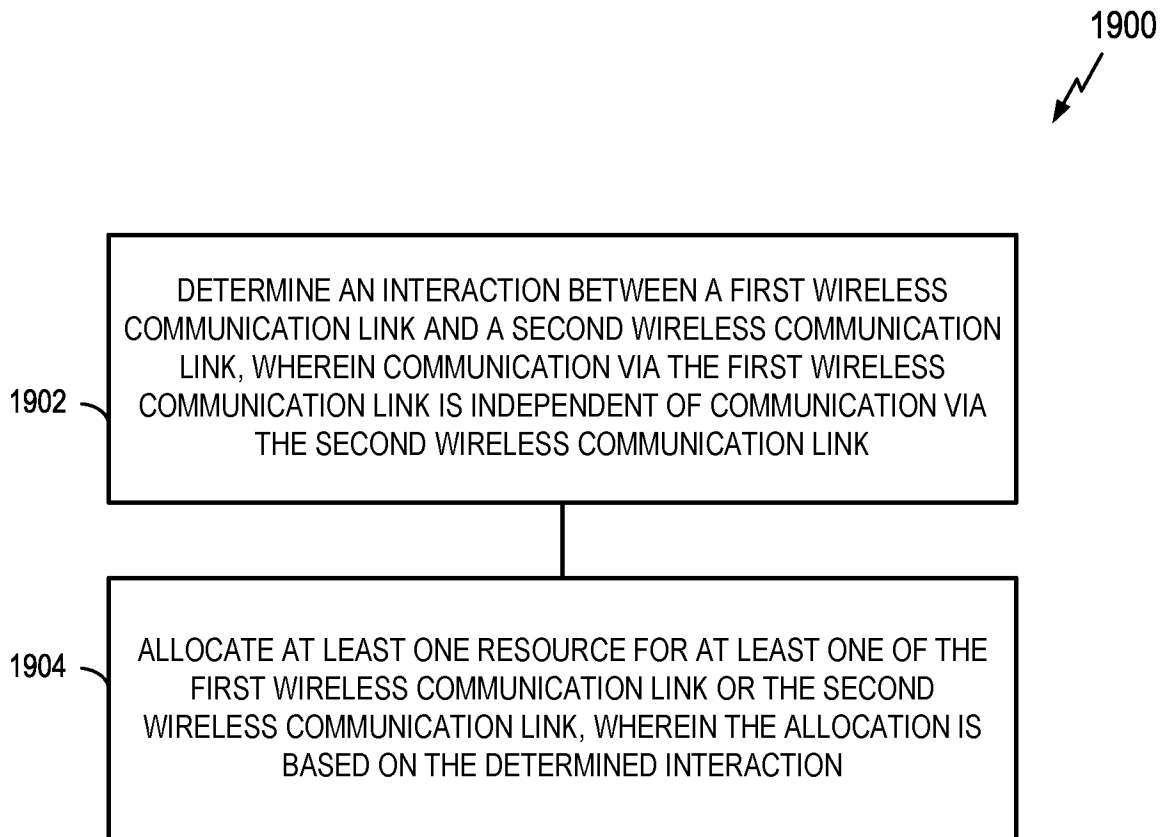 1900
DETERMINE AN INTERACTION BETWEEN A FIRST WIRELESS
COMMUNICATION LINK AND A SECOND WIRELESS COMMUNICATION
LINK, WHEREIN COMMUNICATION VIA THE FIRST WIRELESS
1902
COMMUNICATION LINK IS INDEPENDENT OF COMMUNICATION VIA
THE SECOND WIRELESS COMMUNICATION LINK
1904
ALLOCATE AT LEAST ONE RESOURCE FOR AT LEAST ONE OF THE
FIRST WIRELESS COMMUNICATION LINK OR THE SECOND
WIRELESS COMMUNICATION LINK, WHEREIN THE ALLOCATION IS
BASED ON THE DETERMINED INTERACTION